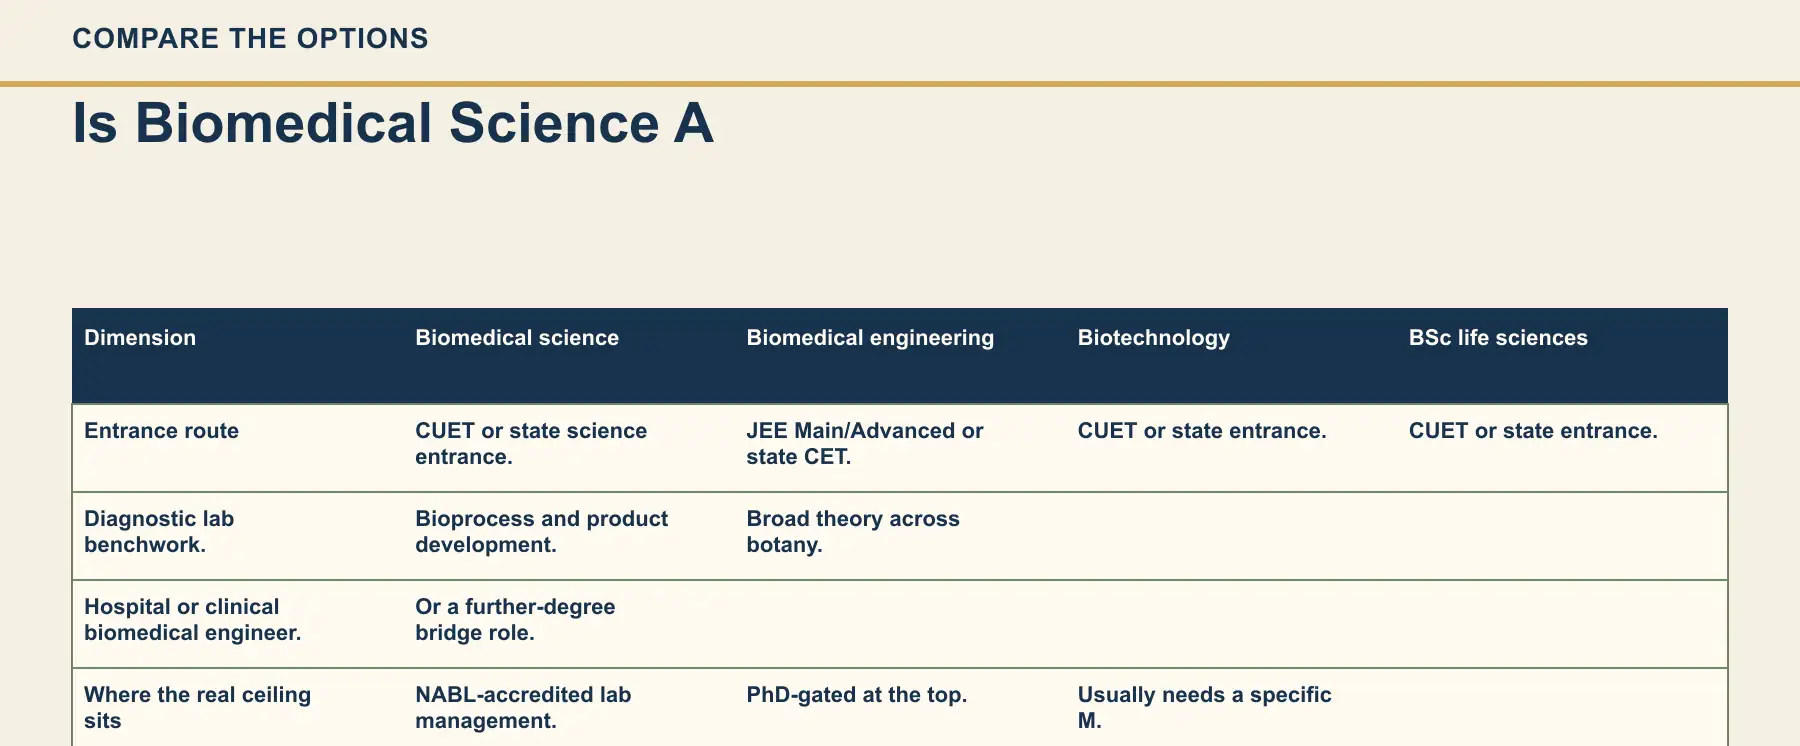 COMPARE THE OPTIONS
Is Biomedical Science A
Dimension
Biomedical science
Biomedical engineering
Biotechnology
BSc life sciences
Entrance route
CUET or state science
entrance.
JEE Main/Advanced or
state CET.
CUET or state entrance.
CUET or state entrance.
Diagnostic lab
benchwork.
Bioprocess and product
development.
Broad theory across
botany.
Hospital or clinical
biomedical engineer.
Or a further-degree
bridge role.
Where the real ceiling
sits
NABL-accredited lab
management.
PhD-gated at the top.
Usually needs a specific
M.